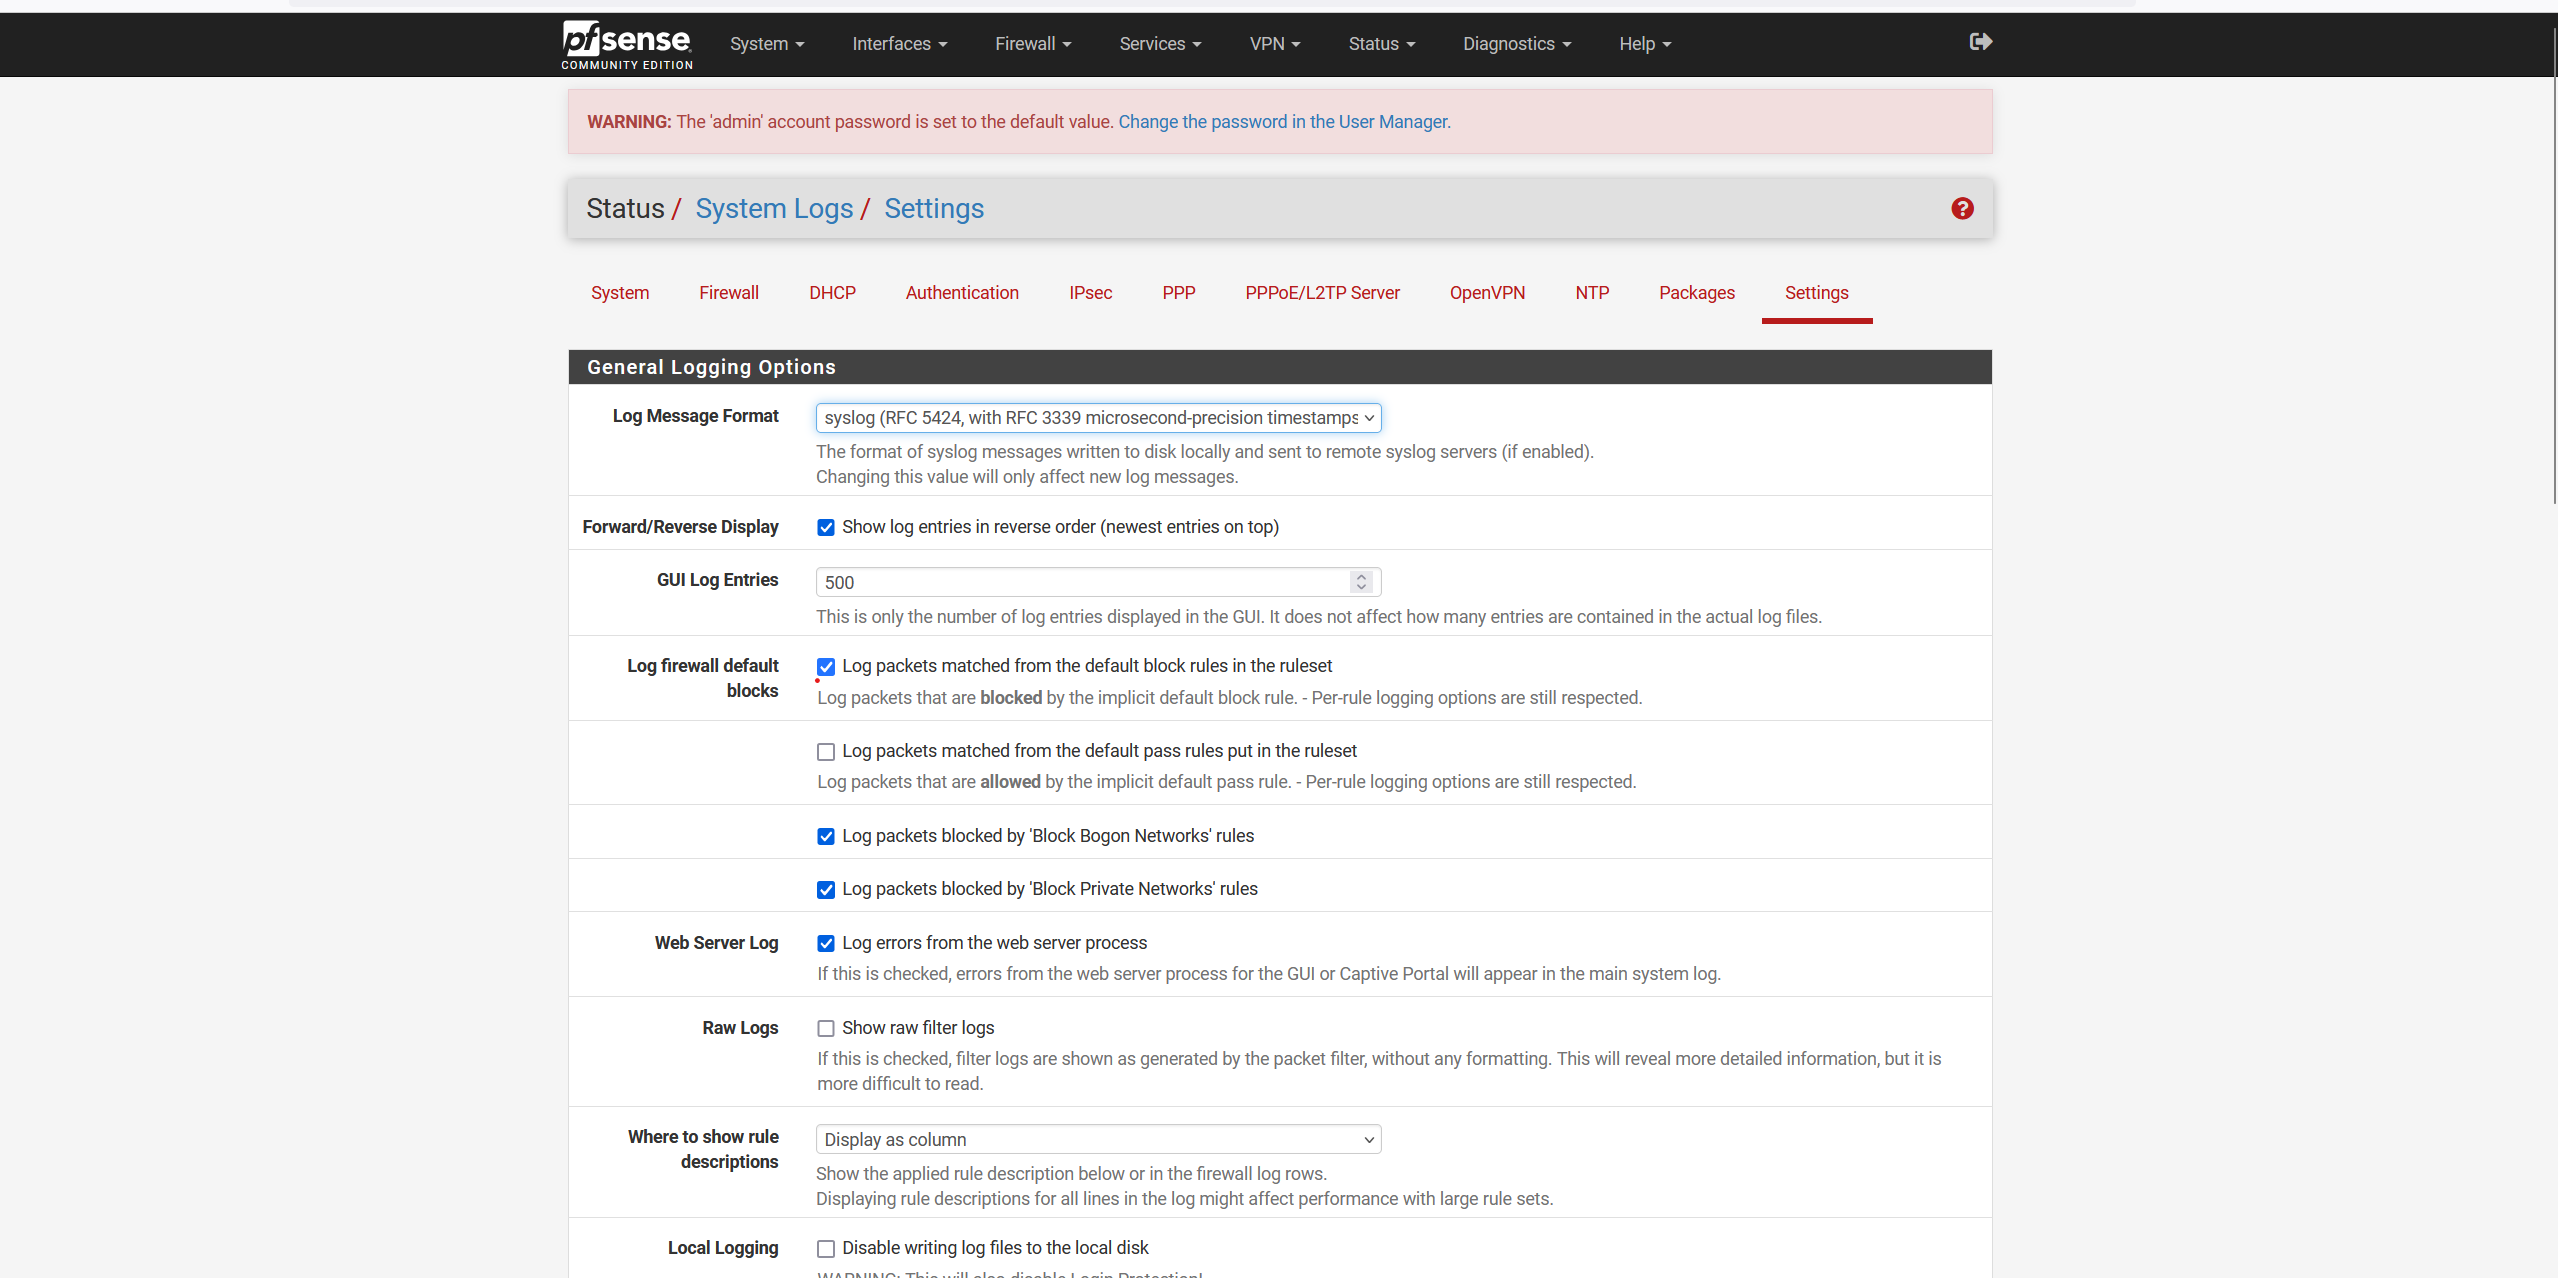 pfsense
COMMUNITY EDITION
System
Interfaces
Firewall
Services
VPN
Status
Diagnostics
Help
WARNING: The 'admin' account password is set to the default value. Change the password in the User Manager.
Status / System Logs / Settings
?
System
Firewall
DHCP
Authentication
IPsec
PPP
PPPoE/L2TP Server
OpenVPN
NTP
Packages
Settings
General Logging Options
Log Message Format
syslog (RFC 5424, with RFC 3339 microsecond-precision timestamps
The format of syslog messages written to disk locally and sent to remote syslog servers (if enabled).
Changing this value will only affect new log messages.
Forward/Reverse Display
Show log entries in reverse order (newest entries on top)
GUI Log Entries
500
This is only the number of log entries displayed in the GUI. It does not affect how many entries are contained in the actual log files.
Log firewall default
blocks
Log packets matched from the default block rules in the ruleset
Log packets that are blocked by the implicit default block rule. - Per-rule logging options are still respected.
Log packets matched from the default pass rules put in the ruleset
Log packets that are allowed by the implicit default pass rule. - Per-rule logging options are still respected.
Log packets blocked by 'Block Bogon Networks' rules
Log packets blocked by 'Block Private Networks' rules
Web Server Log
Log errors from the web server process
If this is checked, errors from the web server process for the GUI or Captive Portal will appear in the main system log.
Raw Logs
Show raw filter logs
If this is checked, filter logs are shown as generated by the packet filter, without any formatting. This will reveal more detailed information, but it is
more difficult to read.
Where to show rule
descriptions
Display as column
Show the applied rule description below or in the firewall log rows.
Displaying rule descriptions for all lines in the log might affect performance with large rule sets.
Local Logging
Disable writing log files to the local disk
WARNING: This will also disable Login Protection!